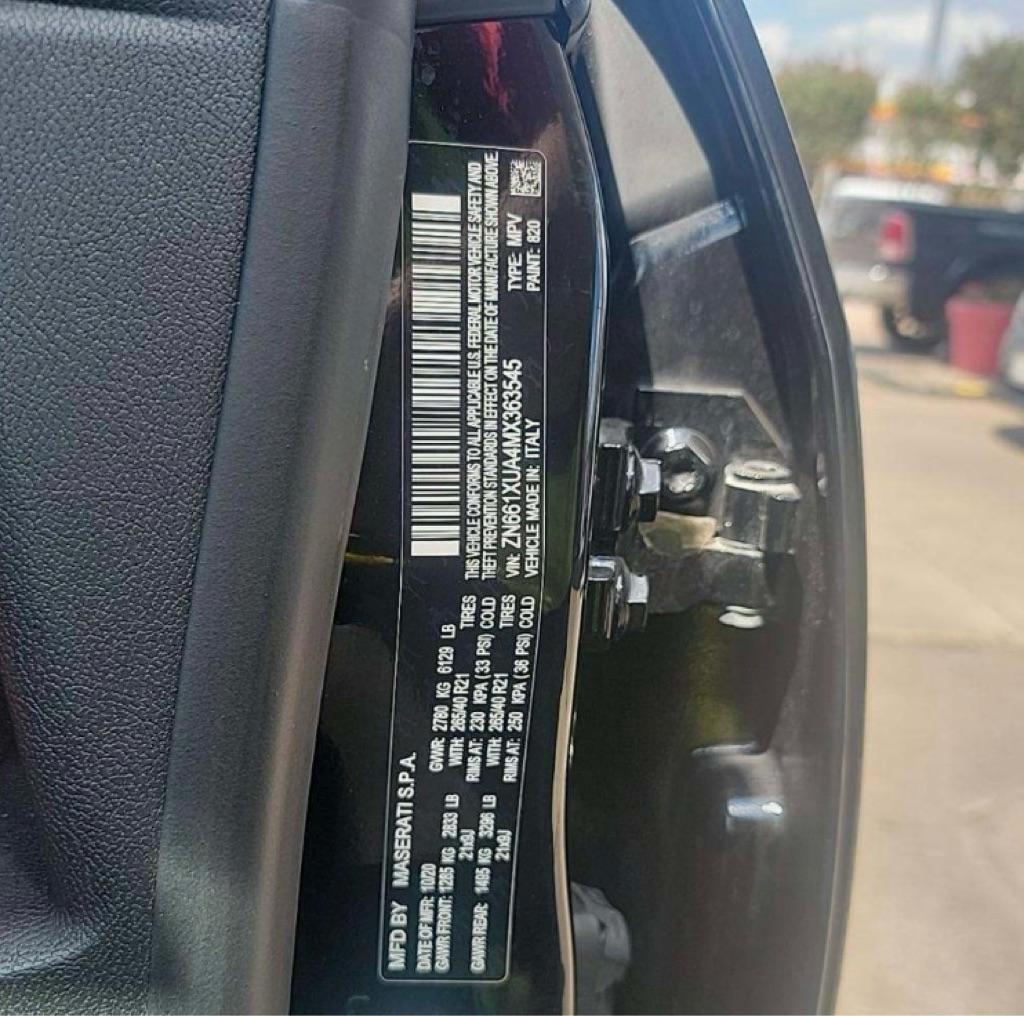 MFD BY MASERATI S.P.A.
DATE OF MFR: 10/20 GVWR: 2780 KG 6129 LB
GAWR FRONT: 1285 KG 2833 LB WITH: 265/40 R21 TIRES
21x9J RIMS AT: 230 KPA (33 PSI) COLD
GAWR REAR: 1495 KG 3296 LB WITH: 265/40 R21 TIRES
21x9J RIMS AT: 250 KPA (36 PSI) COLD
THIS VEHICLE CONFORMS TO ALL APPLICABLE U.S. FEDERAL MOTOR VEHICLE SAFETY AND
THEFT PREVENTION STANDARDS IN EFFECT ON THE DATE OF MANUFACTURE SHOWN ABOVE
VIN: ZN661XUA4MX363545 TYPE: MPV
VEHICLE MADE IN: ITALY PAINT: 820